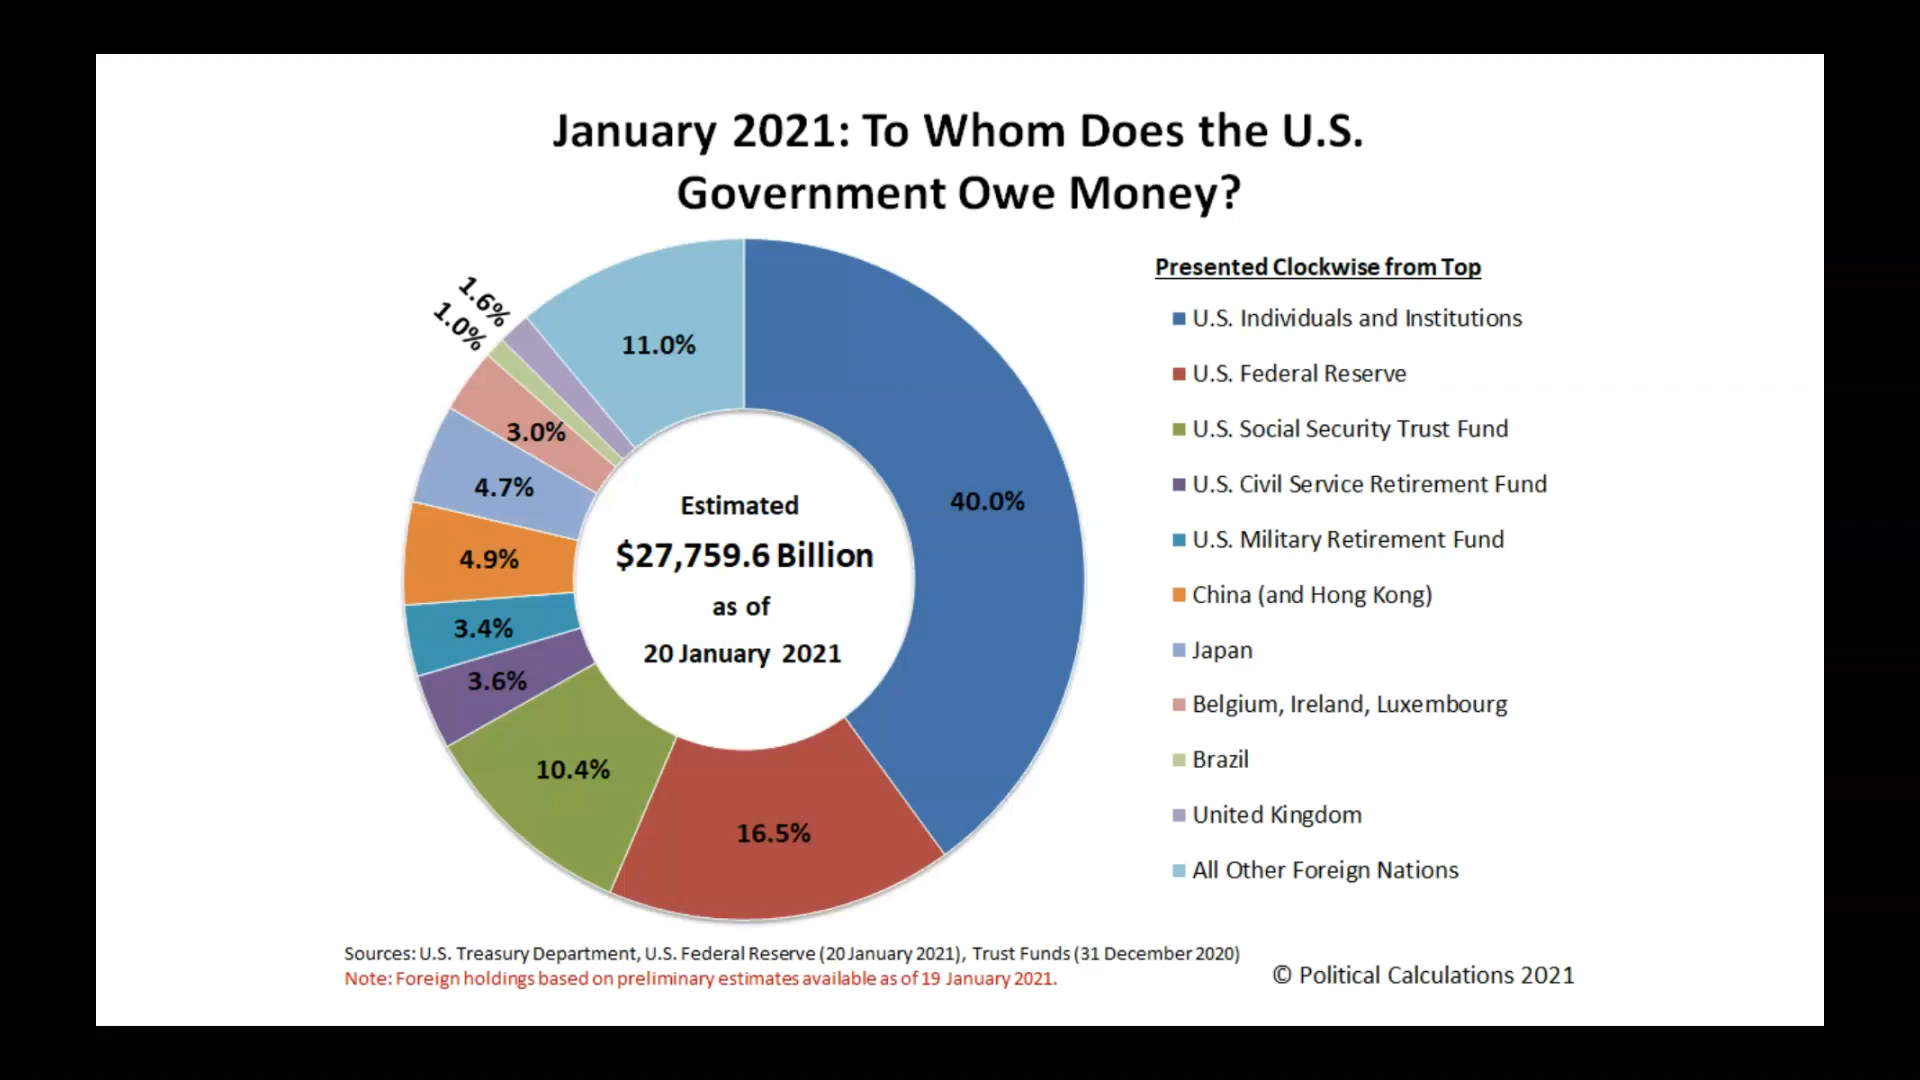 January 2021: To Whom Does the U.S.
Government Owe Money?
Presented Clockwise from Top
U.S. Individuals and Institutions
U.S. Federal Reserve
U.S. Social Security Trust Fund
U.S. Civil Service Retirement Fund
U.S. Military Retirement Fund
China (and Hong Kong)
Japan
Belgium, Ireland, Luxembourg
Brazil
United Kingdom
All Other Foreign Nations
40.0%
16.5%
10.4%
3.6%
3.4%
4.9%
4.7%
3.0%
1.0%
1.6%
11.0%
Estimated
$27,759.6 Billion
as of
20 January 2021
Sources: U.S. Treasury Department, U.S. Federal Reserve (20 January 2021), Trust Funds (31 December 2020)
Note: Foreign holdings based on preliminary estimates available as of 19 January 2021.
© Political Calculations 2021